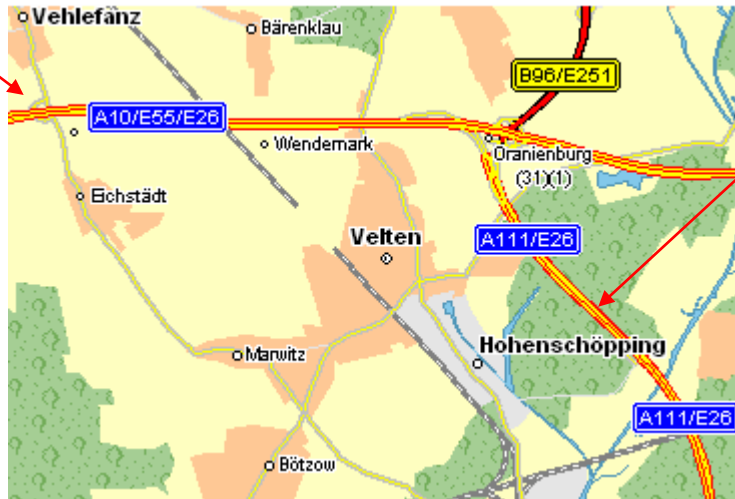 Vehlefanz
Bärenklau
B96/E251
A10/E55/E26
Wendemark
Oranienburg
(31)(1)
Eichstädt
Velten
A111/E26
Hohenschöpping
Marwitz
A111/E26
Bötzow